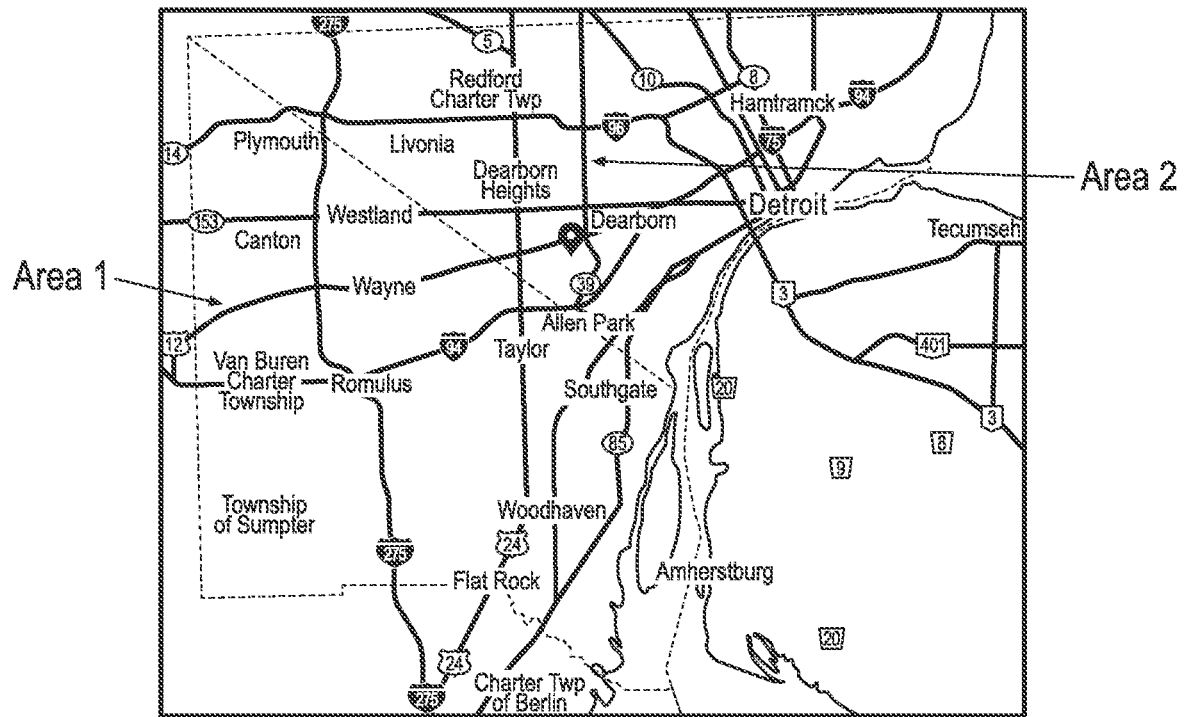 275
5
10
8
Redford
Charter Twp
94
Hamtramck
96
75
14
Plymouth
Livonia
Dearborn
Heights
Area 2
153
Westland
Canton
Dearborn
Detroit
Tecumseh
Area 1
Wayne
39
3
12
94
Allen Park
Taylor
401
Van Buren
Charter
Township
Romulus
Southgate
20
3
85
8
9
Township
of Sumpter
Woodhaven
24
275
Flat Rock
Amherstburg
20
24
275
Charter Twp
of Berlin